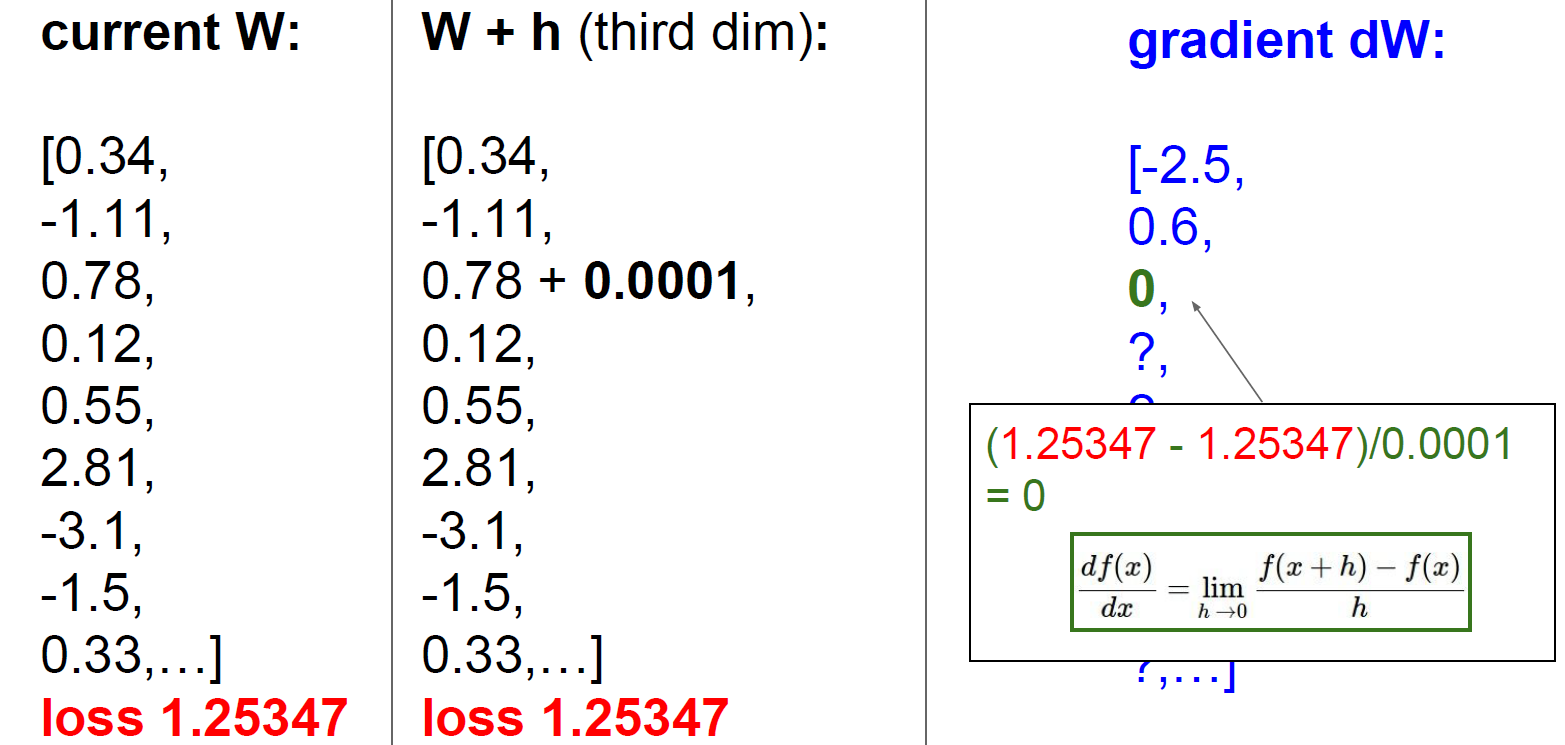 current W:
[0.34,
-1.11,
0.78,
0.12,
0.55,
2.81,
-3.1,
-1.5,
0.33,…]
loss 1.25347
W + h (third dim):
[0.34,
-1.11,
0.78 + 0.0001,
0.12,
0.55,
2.81,
-3.1,
-1.5,
0.33,…]
loss 1.25347
gradient dW:
[-2.5,
0.6,
0,
?,
(1.25347 - 1.25347)/0.0001
= 0
df(x)/dx = lim h→0 f(x + h) − f(x)/h
?,…]